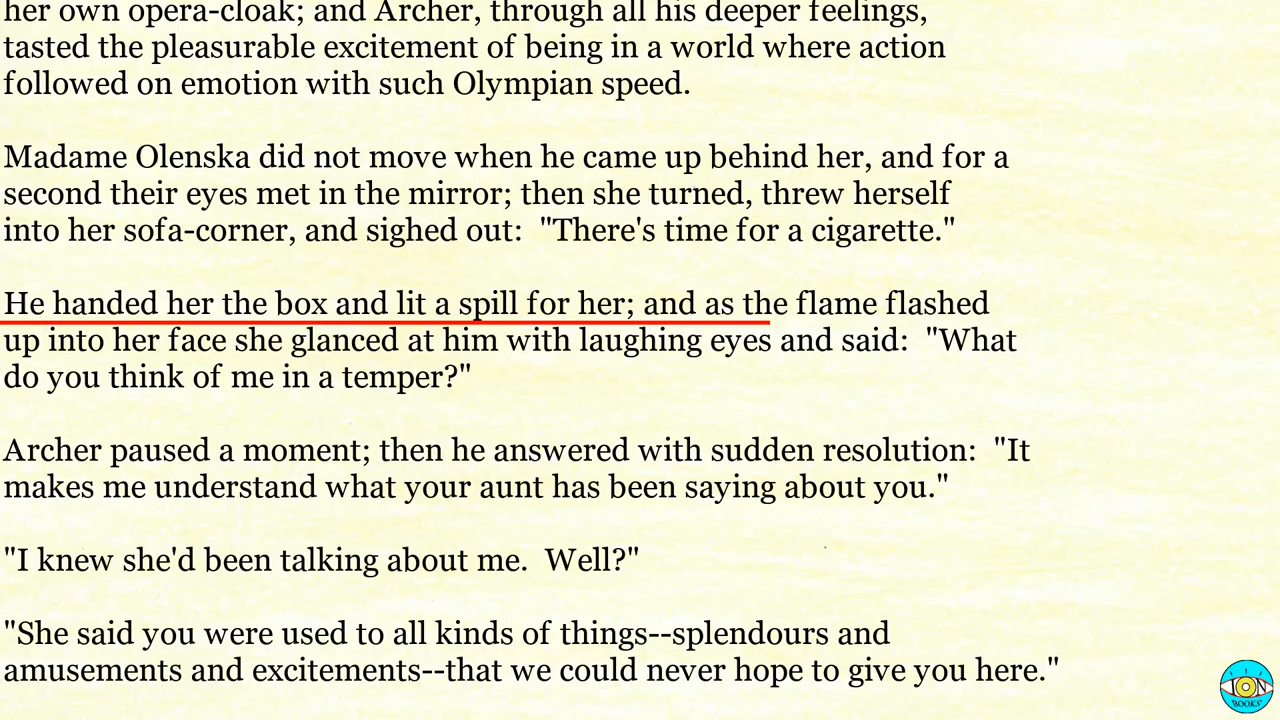 her own opera-cloak; and Archer, through all his deeper feelings,
tasted the pleasurable excitement of being in a world where action
followed on emotion with such Olympian speed.
Madame Olenska did not move when he came up behind her, and for a
second their eyes met in the mirror; then she turned, threw herself
into her sofa-corner, and sighed out:  "There's time for a cigarette."
He handed her the box and lit a spill for her; and as the flame flashed
up into her face she glanced at him with laughing eyes and said:  "What
do you think of me in a temper?"
Archer paused a moment; then he answered with sudden resolution:  "It
makes me understand what your aunt has been saying about you."
"I knew she'd been talking about me.  Well?"
"She said you were used to all kinds of things--splendours and
amusements and excitements--that we could never hope to give you here."
ION
BOOKS